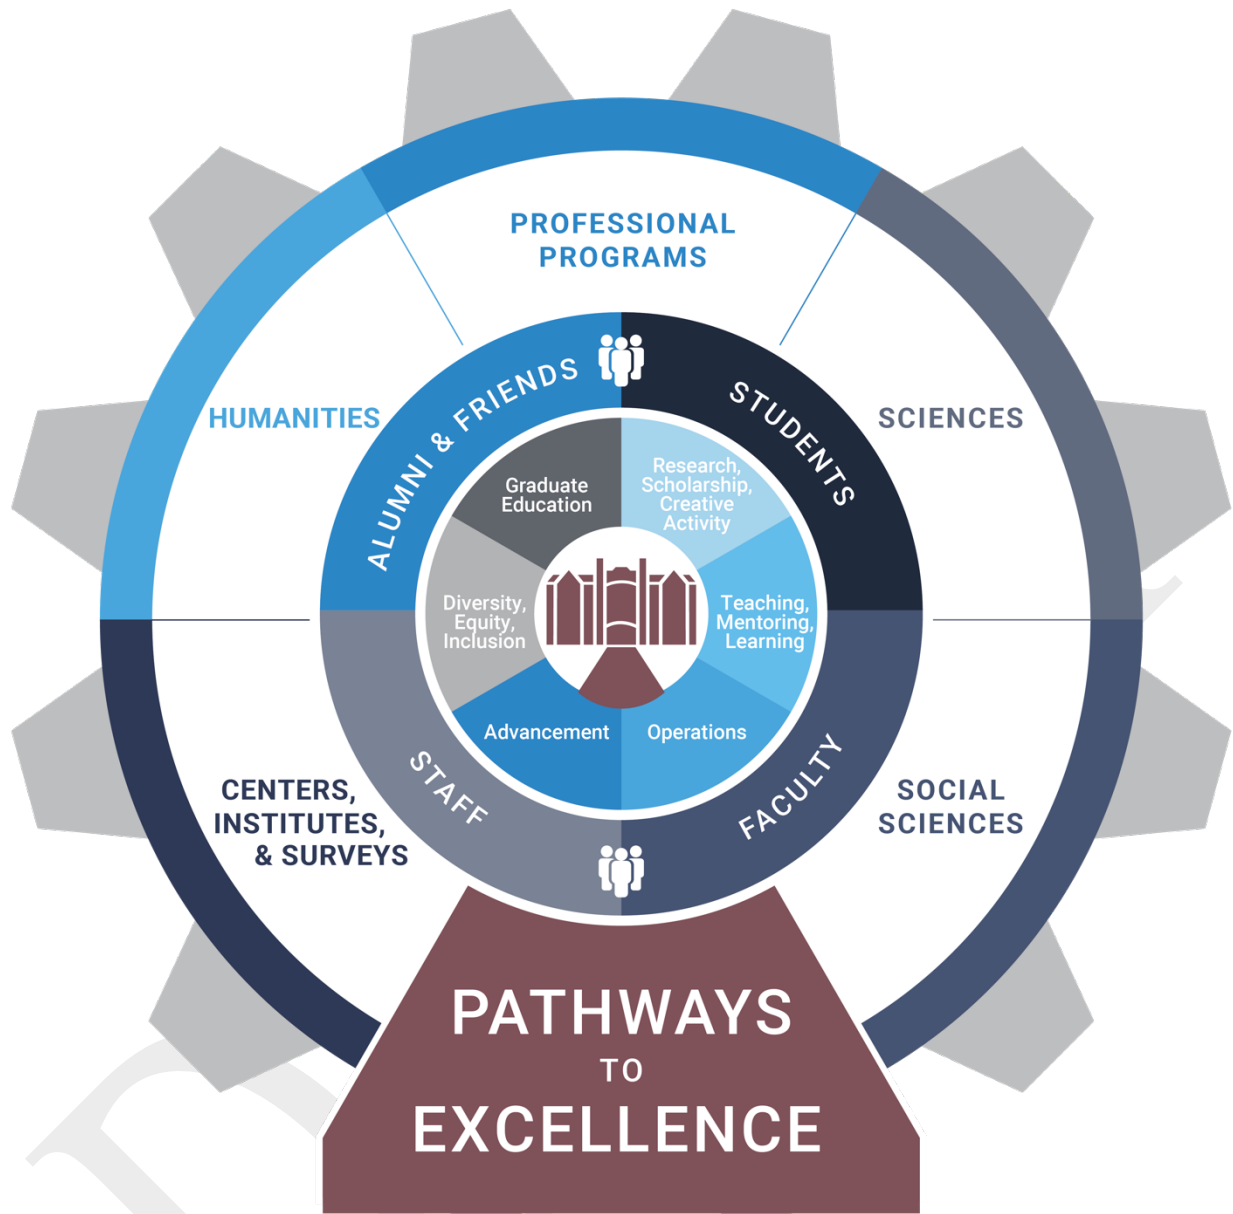 PROFESSIONAL
PROGRAMS
HUMANITIES
SCIENCES
ALUMNI & FRIENDS
STUDENTS
Graduate
Education
Research,
Scholarship,
Creative
Activity
Diversity,
Equity,
Inclusion
Teaching,
Mentoring,
Learning
Advancement
Operations
STAFF
FACULTY
CENTERS,
INSTITUTES,
& SURVEYS
SOCIAL
SCIENCES
PATHWAYS
TO
EXCELLENCE